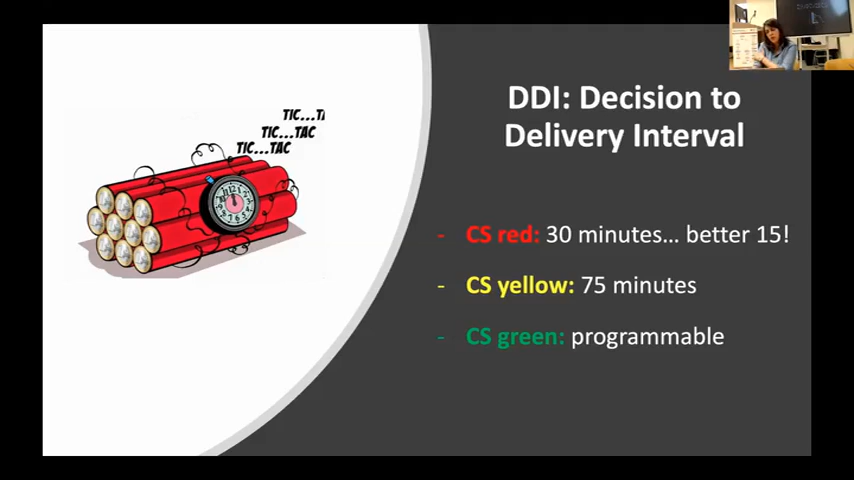 TIC...TA
TIC...TAC
TIC...TAC
DDI: Decision to
Delivery Interval
- CS red: 30 minutes... better 15!
- CS yellow: 75 minutes
- CS green: programmable